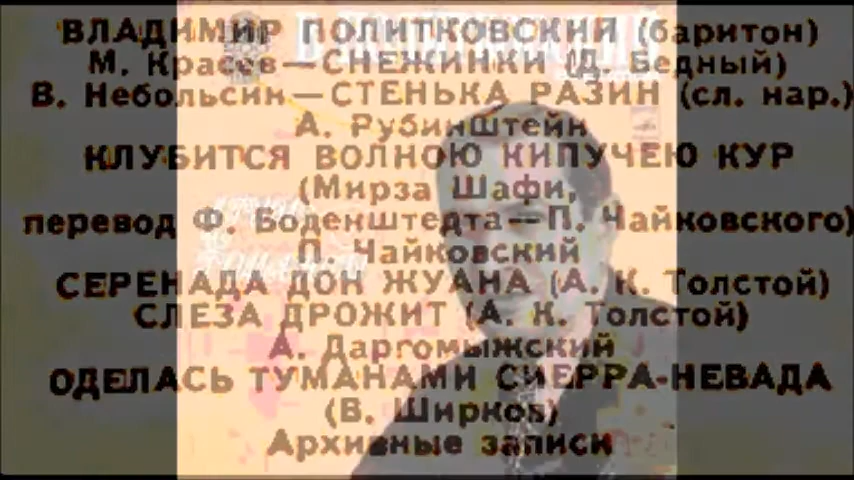 ВЛАДИМИР ПОЛИТКОВСКИЙ (баритон)
М. Красев—СНЕЖИНКИ (Д. Бедный)
В. Небольсин—СТЕНЬКА РАЗИН (сл. нар.)
А. Рубинштейн
КЛУБИТСЯ ВОЛНОЮ КИПУЧЕЮ КУР
(Мирза Шафи,
перевод Ф. Боденштедта—П. Чайковского)
П. Чайковский
СЕРЕНАДА ДОН ЖУАНА (А. К. Толстой)
СЛЕЗА ДРОЖИТ (А. К. Толстой)
А. Даргомыжский
ОДЕЛАСЬ ТУМАНАМИ СИЕРРА-НЕВАДА
(В. Ширков)
Архивные записи